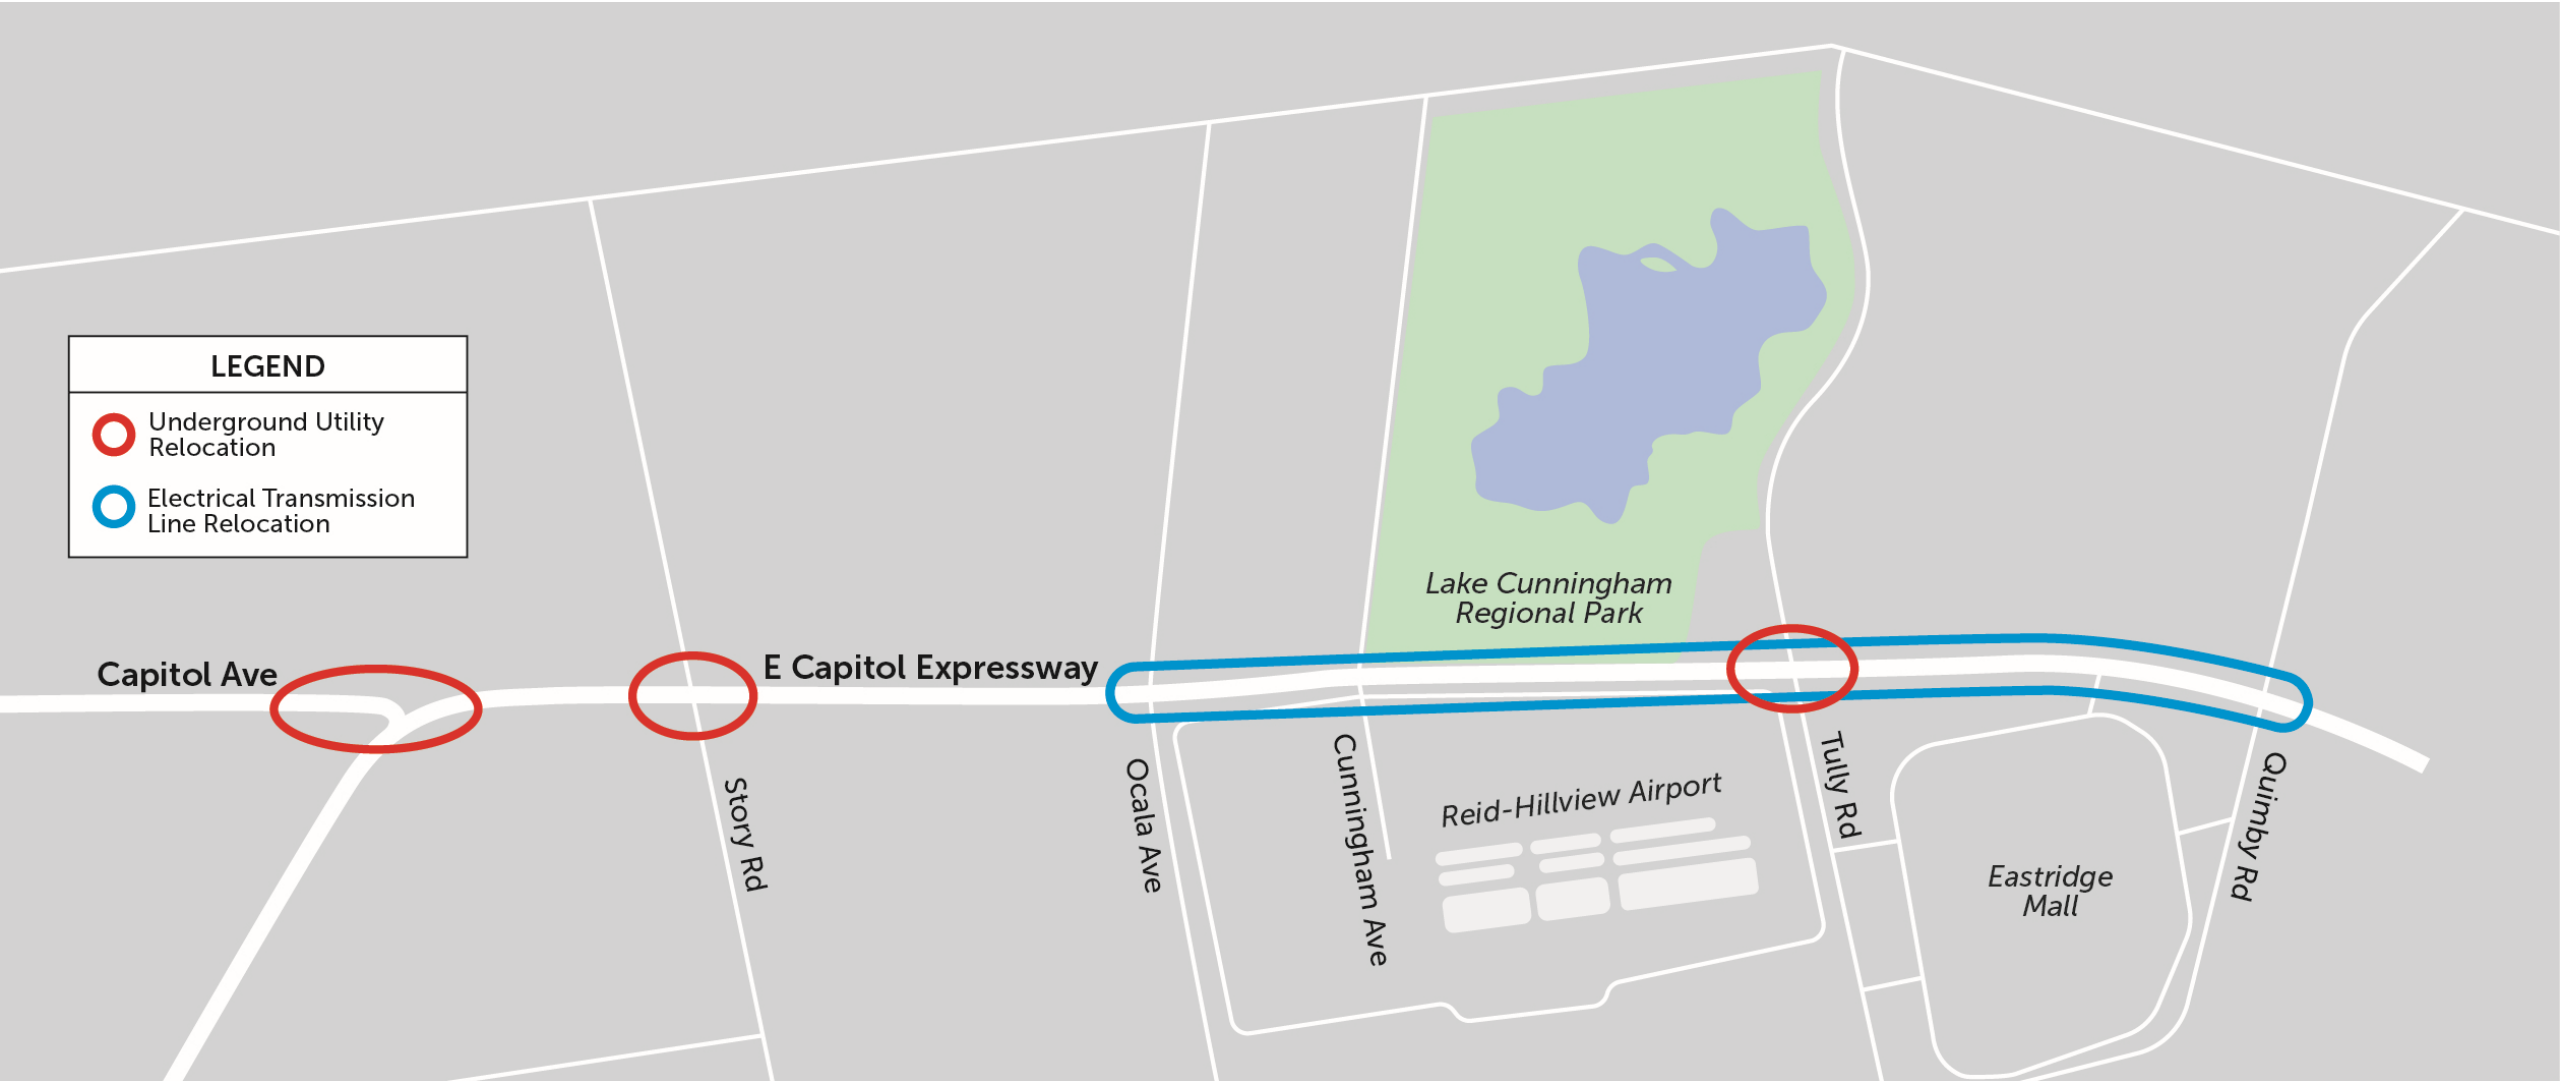 LEGEND
Underground Utility
Relocation
Electrical Transmission
Line Relocation
Lake Cunningham
Regional Park
Capitol Ave
E Capitol Expressway
Story Rd
Ocala Ave
Cunningham Ave
Reid-Hillview Airport
Tully Rd
Eastridge
Mall
Quimby Rd